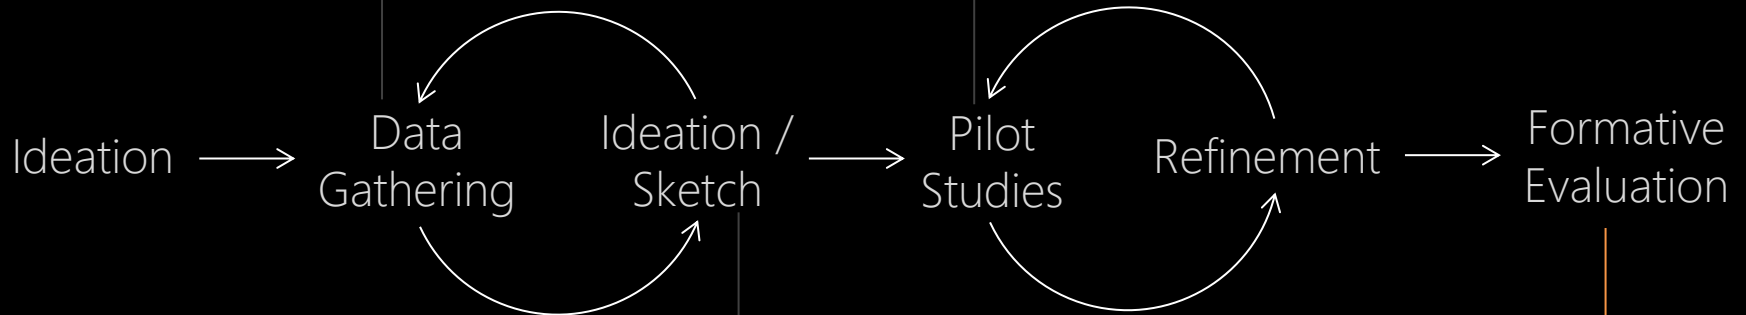 Ideation
Data
Gathering
Ideation /
Sketch
Pilot
Studies
Refinement
Formative
Evaluation